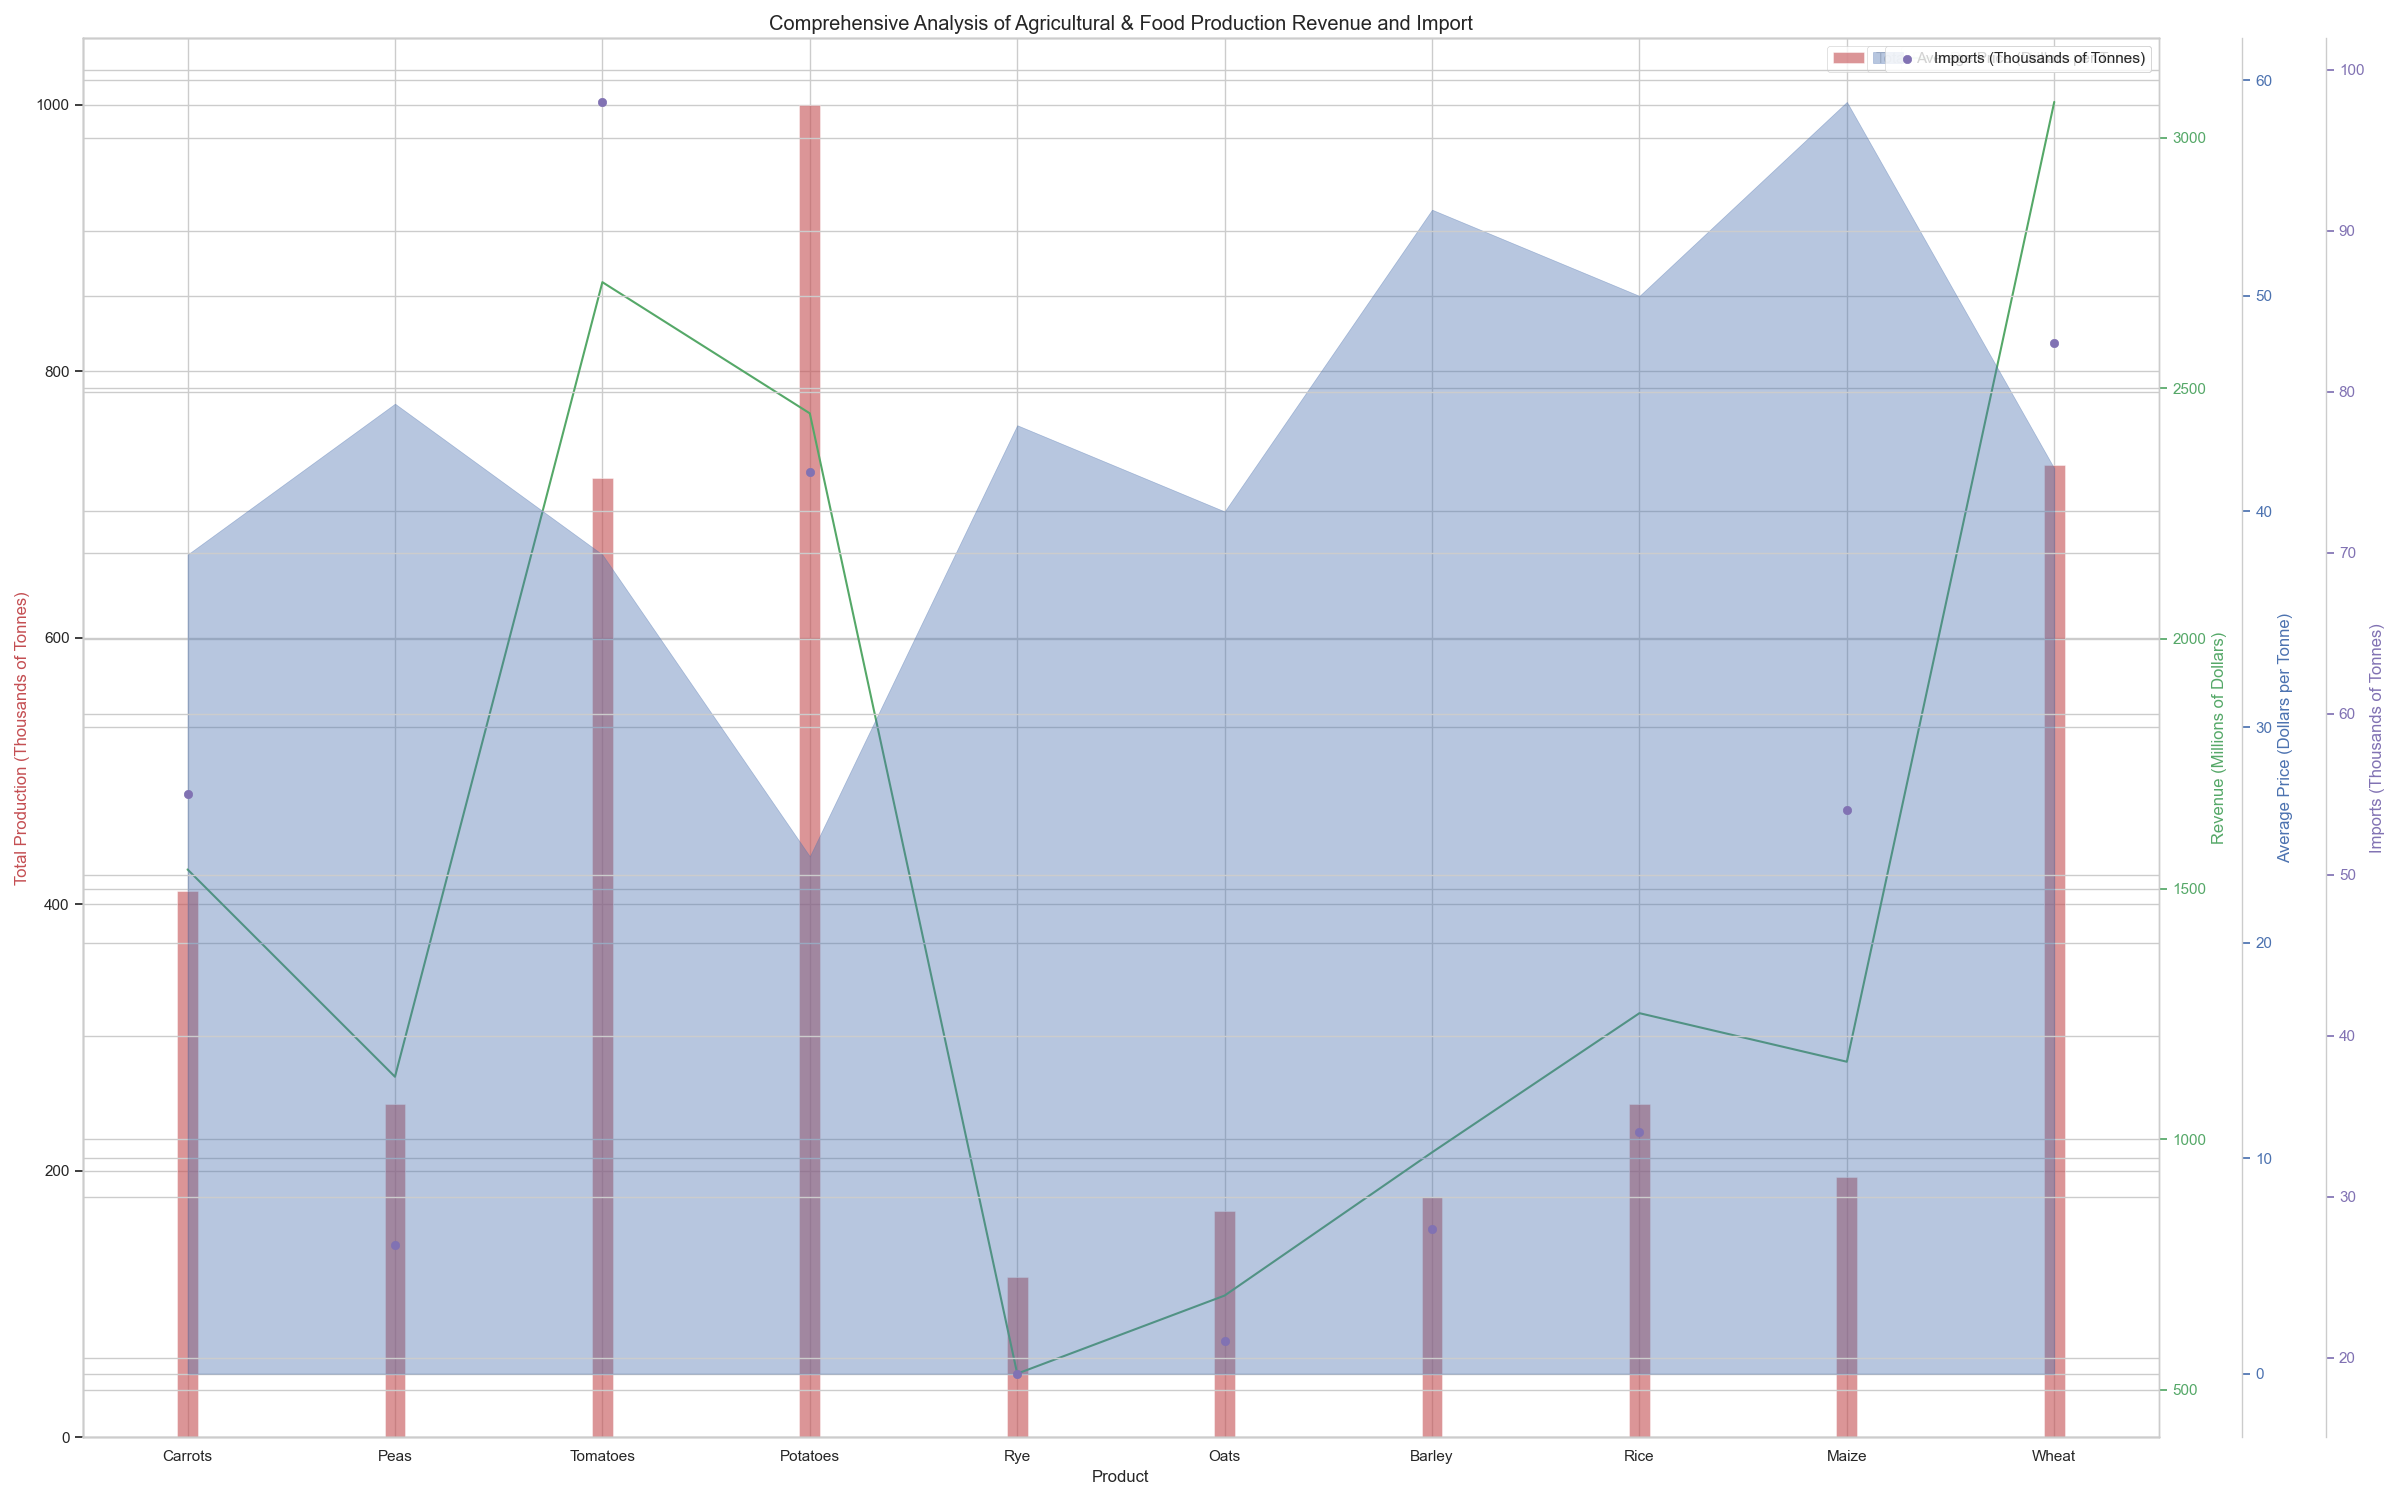 Comprehensive Analysis of Agricultural & Food Production Revenue and Import
Imports (Thousands of Tonnes)
Total Production (Thousands of Tonnes)
1000
800
600
400
200
0
Carrots
Peas
Tomatoes
Potatoes
Rye
Oats
Barley
Rice
Maize
Wheat
Product
3000
2500
2000
1500
1000
500
Revenue (Millions of Dollars)
60
50
40
30
20
10
0
Average Price (Dollars per Tonne)
100
90
80
70
60
50
40
30
20
Imports (Thousands of Tonnes)